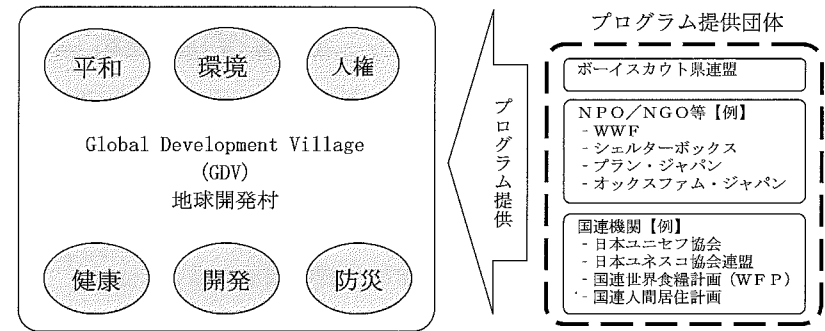 平和
環境
人権
Global Development Village
(GDV)
地球開発村
健康
開発
防災
プログラム提供
プログラム提供団体
ボーイスカウト県連盟
NPO/NGO等【例】
- WWF
- シェルターボックス
- プラン・ジャパン
- オックスファム・ジャパン
国連機関【例】
- 日本ユニセフ協会
- 日本ユネスコ協会連盟
- 国連世界食糧計画 (WFP)
- 国連人間居住計画